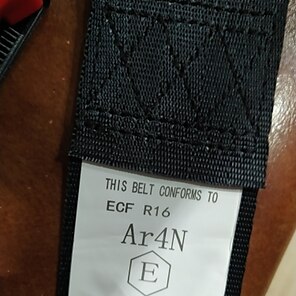 THIS BELT CONFORMS TO
ECF R16
Ar4N
E